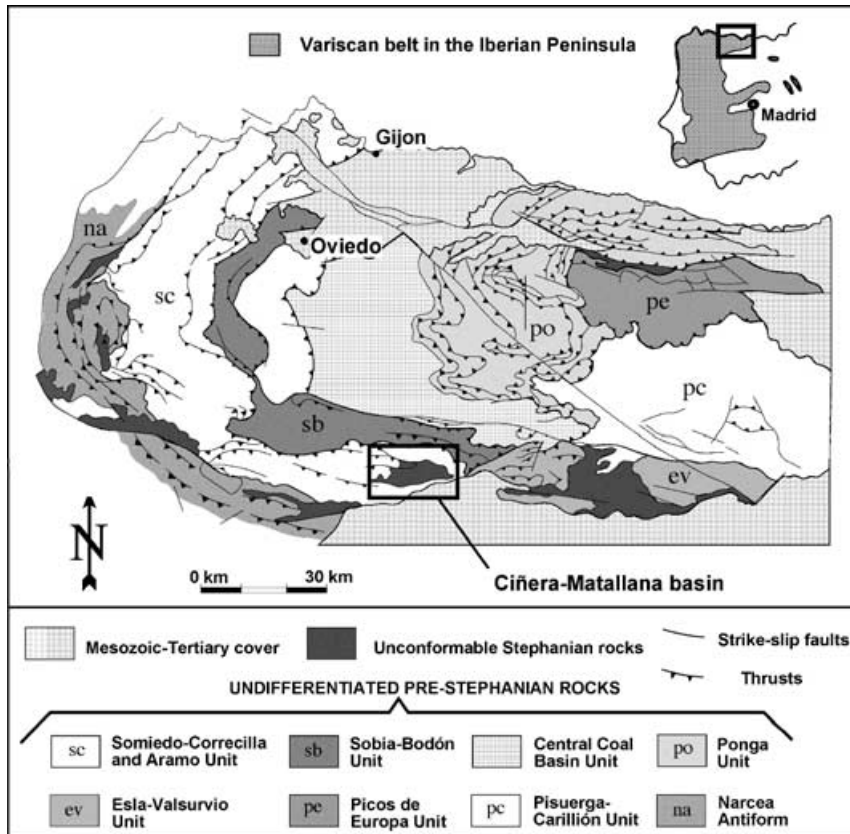 Variscan belt in the Iberian Peninsula
Madrid
Gijon
na
Oviedo
sc
po
pe
pc
sb
ev
N
0 km 30 km
Ciñera-Matallana basin
Mesozoic-Tertiary cover
Unconformable Stephanian rocks
Strike-slip faults
Thrusts
UNDIFFERENTIATED PRE-STEPHANIAN ROCKS
sc Somiedo-Correcilla and Aramo Unit
sb Sobia-Bodón Unit
Central Coal Basin Unit
po Ponga Unit
ev Esla-Valsurvio Unit
pe Picos de Europa Unit
pc Pisuerga-Carillión Unit
na Narcea Antiform